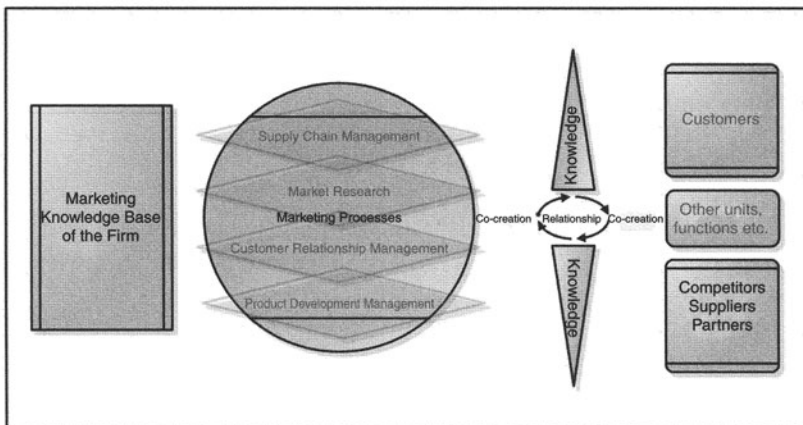 Marketing
Knowledge Base
of the Firm
Supply Chain Management
Market Research
Marketing Processes
Customer Relationship Management
Product Development Management
Knowledge
Co-creation
Relationship
Co-creation
Knowledge
Customers
Other units,
functions etc.
Competitors
Suppliers
Partners